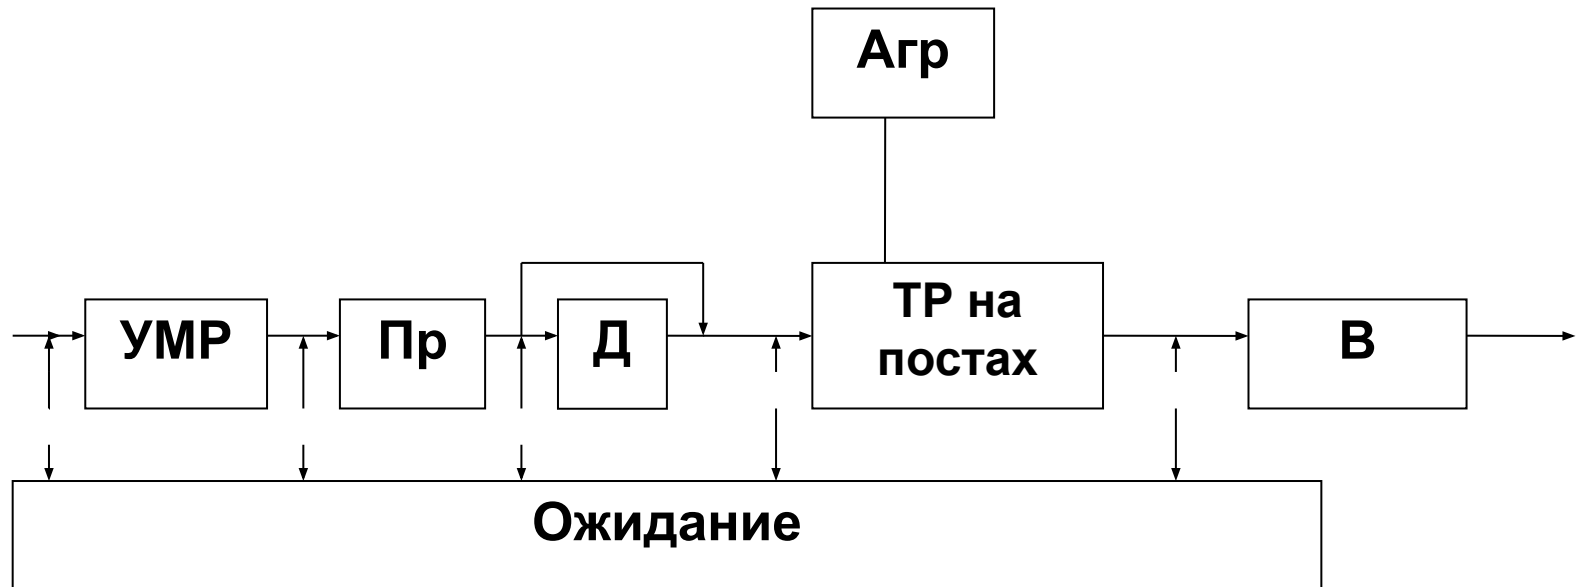 Агр
УМР
Пр
Д
ТР на
постах
В
Ожидание